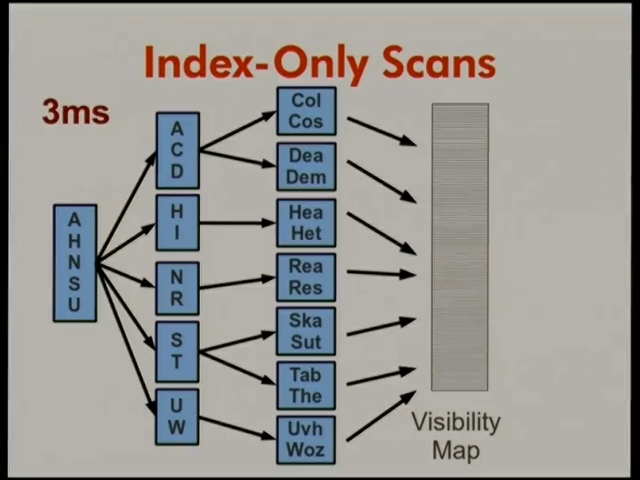 Index-Only Scans
3ms
A
H
N
S
U
A
C
D
H
I
N
R
S
T
U
W
Col
Cos
Dea
Dem
Hea
Het
Rea
Res
Ska
Sut
Tab
The
Uvh
Woz
Visibility
Map